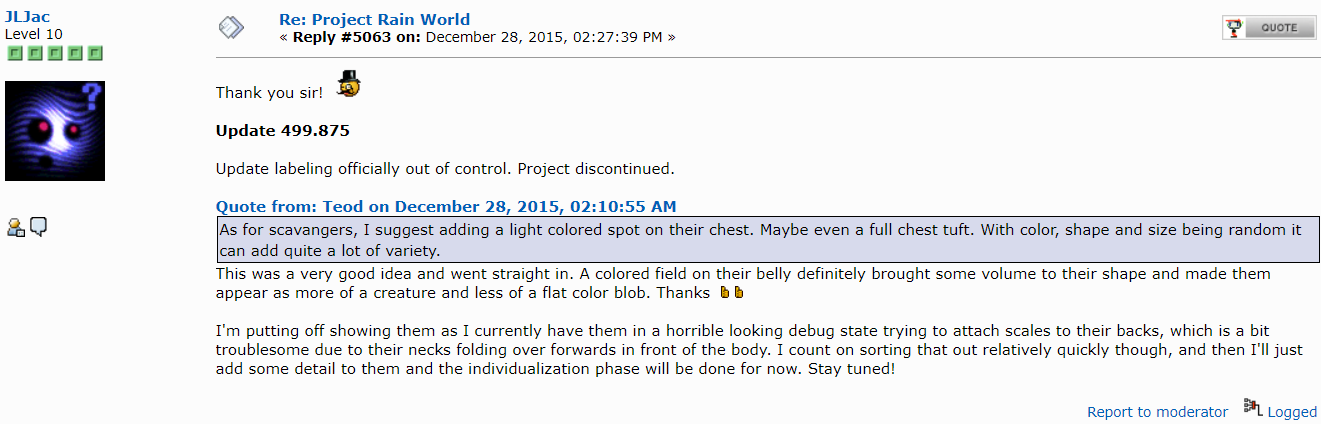 JLJac
Level 10
Re: Project Rain World
« Reply #5063 on: December 28, 2015, 02:27:39 PM »
QUOTE
Thank you sir!
Update 499.875
Update labeling officially out of control. Project discontinued.
Quote from: Teod on December 28, 2015, 02:10:55 AM
As for scavangers, I suggest adding a light colored spot on their chest. Maybe even a full chest tuft. With color, shape and size being random it
can add quite a lot of variety.
This was a very good idea and went straight in. A colored field on their belly definitely brought some volume to their shape and made them
appear as more of a creature and less of a flat color blob. Thanks
I'm putting off showing them as I currently have them in a horrible looking debug state trying to attach scales to their backs, which is a bit
troublesome due to their necks folding over forwards in front of the body. I count on sorting that out relatively quickly though, and then I'll just
add some detail to them and the individualization phase will be done for now. Stay tuned!
Report to moderator Logged